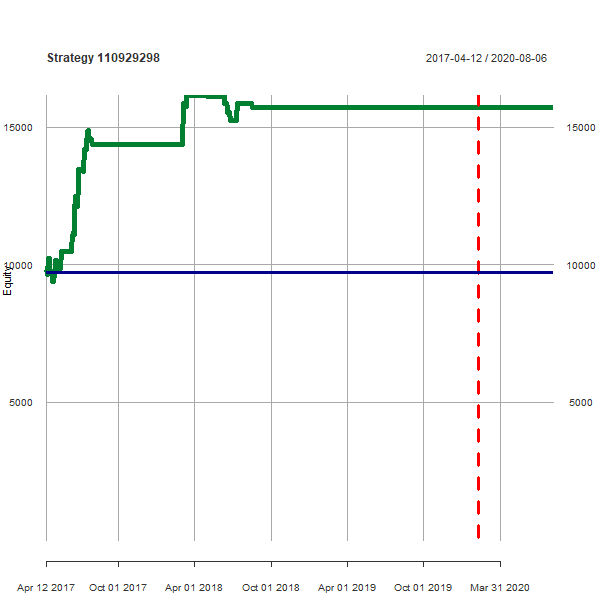 Strategy 110929298
2017-04-12 / 2020-08-06
15000
15000
10000
10000
Equity
5000
5000
Apr 12 2017
Oct 01 2017
Apr 01 2018
Oct 01 2018
Apr 01 2019
Oct 01 2019
Mar 31 2020